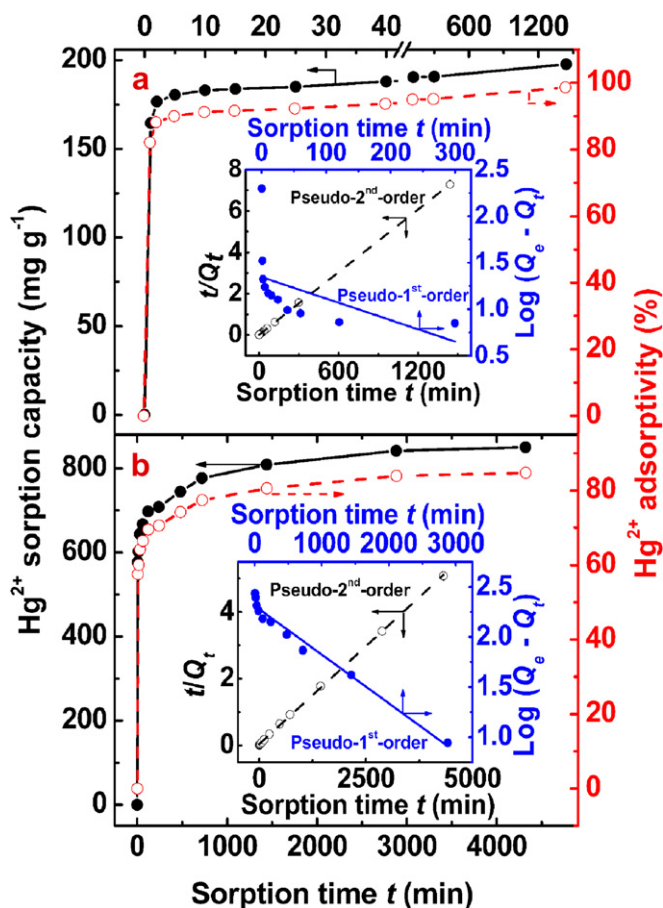 0 10 20 30 40 600 1200
200
150
100
50
0
a
100
80
60
40
20
0
Sorption time t (min)
0 100 200 300
8
6
4
2
0
t/Qt
2.5
2.0
1.5
1.0
0.5
Log (Qe - Qt)
Pseudo-2nd-order
Pseudo-1st-order
0 600 1200
Sorption time t (min)
Hg2+ sorption capacity (mg g-1)
Hg2+ adsorptivity (%)
b
800
600
400
200
0
80
60
40
20
0
Sorption time t (min)
0 1000 2000 3000
4
2
0
t/Qt
2.5
2.0
1.5
1.0
Log (Qe - Qt)
Pseudo-2nd-order
Pseudo-1st-order
0 2500 5000
Sorption time t (min)
0 1000 2000 3000 4000
Sorption time t (min)